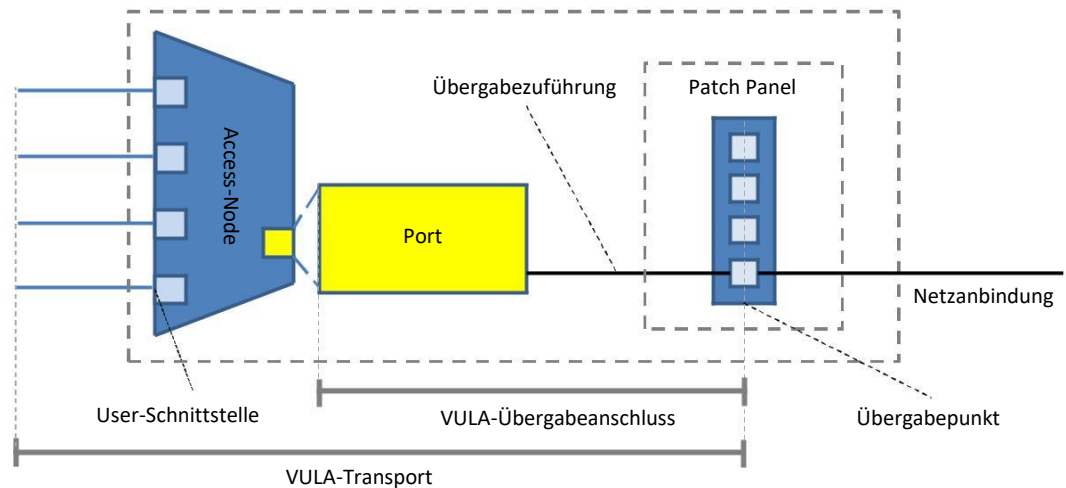 Übergabezuführung
Patch Panel
Access-Node
Port
Netzanbindung
User-Schnittstelle
VULA-Übergabeanschluss
Übergabepunkt
VULA-Transport